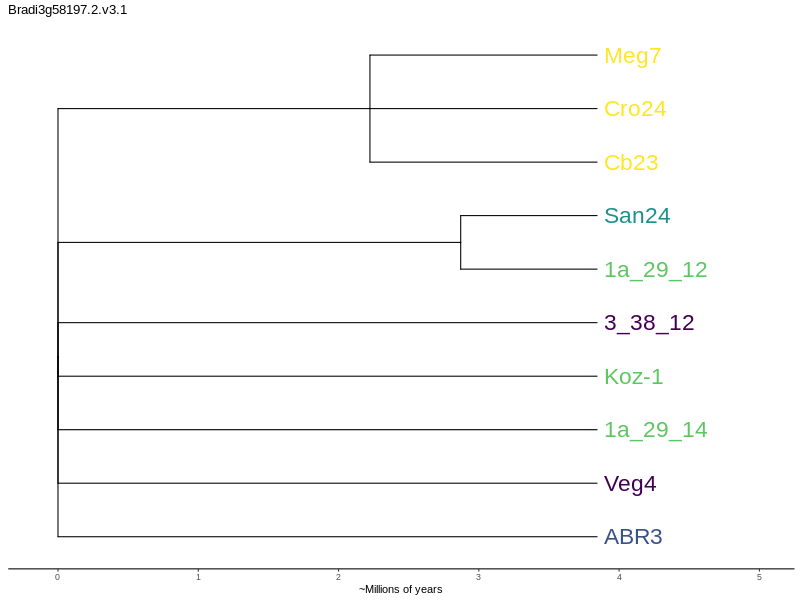 Bradi3g58197.2.v3.1
Meg7
Cro24
Cb23
San24
1a_29_12
3_38_12
Koz-1
1a_29_14
Veg4
ABR3
0 1 2 3 4 5
~Millions of years